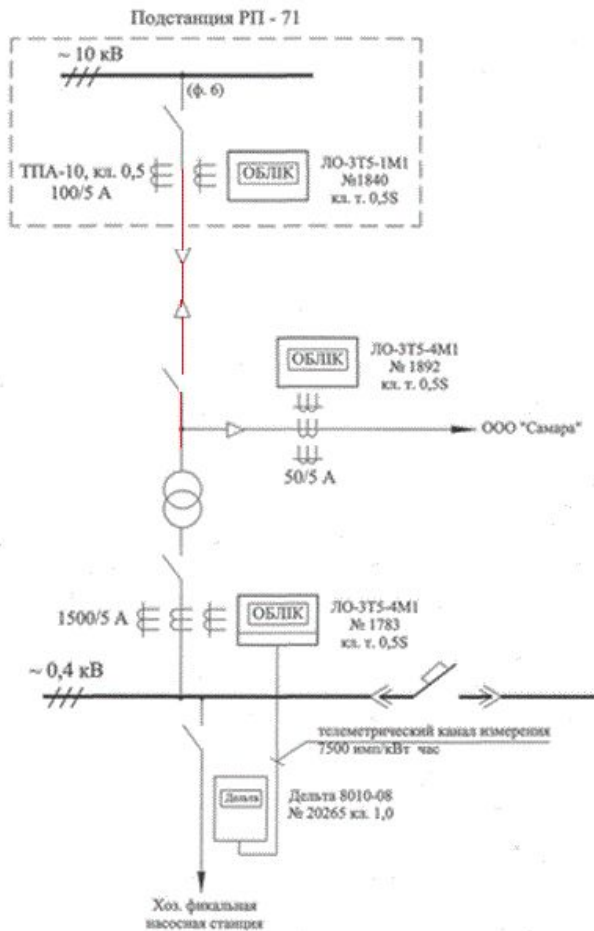 Подстанция РП - 71
~ 10 кВ
(ф. 6)
ТПА-10, кл. 0,5
100/5 А
ОБЛІК
ЛО-3Т5-1М1
№1840
кл. т. 0,5S
ОБЛІК
ЛО-3Т5-4М1
№ 1892
кл. т. 0,5S
ООО "Самара"
50/5 А
1500/5 А
ОБЛІК
ЛО-3Т5-4М1
№ 1783
кл. т. 0,5S
~ 0,4 кВ
телеметрический канал измерения
7500 имп/кВт час
Дельта
Дельта 8010-08
№ 20265 кл. 1,0
Хоз. фикальная
насосная станция